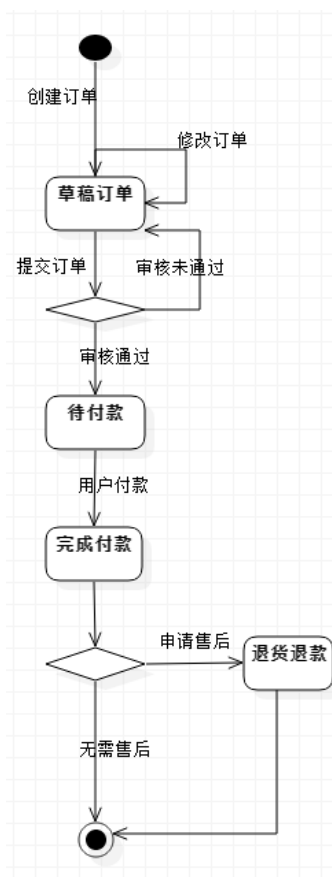 创建订单
修改订单
草稿订单
提交订单
审核未通过
审核通过
待付款
用户付款
完成付款
申请售后
退货退款
无需售后